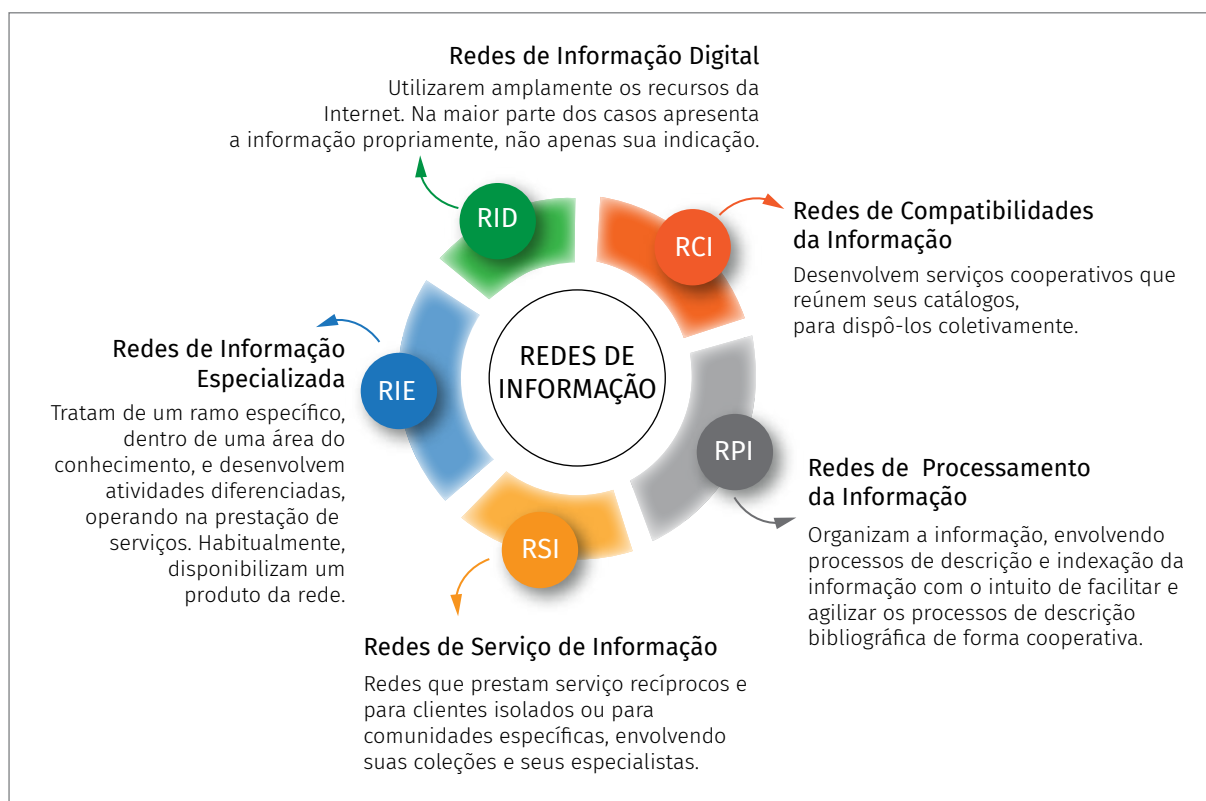 Redes de Informação Digital
Utilizarem amplamente os recursos da
Internet. Na maior parte dos casos apresenta
a informação propriamente, não apenas sua indicação.
RID
RCI
Redes de Compatibilidades
da Informação
Desenvolvem serviços cooperativos que
reúnem seus catálogos,
para dispô-los coletivamente.
REDES DE
INFORMAÇÃO
Redes de Informação
Especializada
RIE
Tratam de um ramo específico,
dentro de uma área do
conhecimento, e desenvolvem
atividades diferenciadas,
operando na prestação de
serviços. Habitualmente,
disponibilizam um
produto da rede.
RPI
Redes de Processamento
da Informação
Organizam a informação, envolvendo
processos de descrição e indexação da
informação com o intuito de facilitar e
agilizar os processos de descrição
bibliográfica de forma cooperativa.
RSI
Redes de Serviço de Informação
Redes que prestam serviço recíprocos e
para clientes isolados ou para
comunidades específicas, envolvendo
suas coleções e seus especialistas.